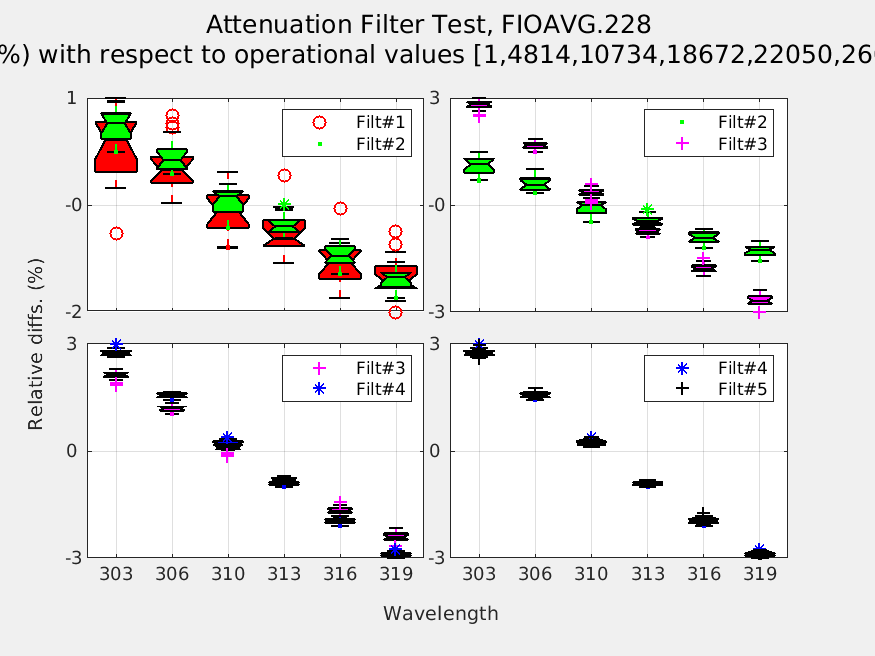 Attenuation Filter Test, FIOAVG.228
%) with respect to operational values [1,4814,10734,18672,22050,26
1
-0
-2
Filt#1
Filt#2
3
-0
-3
Filt#2
Filt#3
Relative diffs. (%)
3
0
-3
Filt#3
Filt#4
303 306 310 313 316 319
3
0
-3
Filt#4
Filt#5
303 306 310 313 316 319
Wavelength